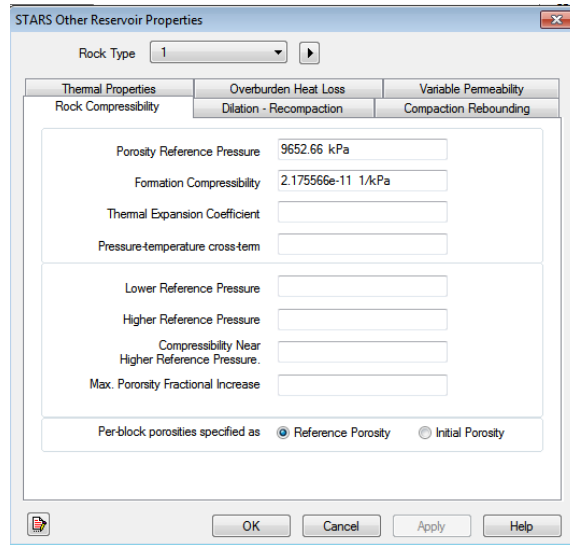 STARS Other Reservoir Properties
Rock Type 1
Thermal Properties Overburden Heat Loss Variable Permeability
Rock Compressibility Dilation - Recompaction Compaction Rebounding
Porosity Reference Pressure 9652.66 kPa
Formation Compressibility 2.175566e-11 1/kPa
Thermal Expansion Coefficient
Pressure-temperature cross-term
Lower Reference Pressure
Higher Reference Pressure
Compressibility Near
Higher Reference Pressure.
Max. Pororsity Fractional Increase
Per-block porosities specified as Reference Porosity Initial Porosity
OK Cancel Apply Help